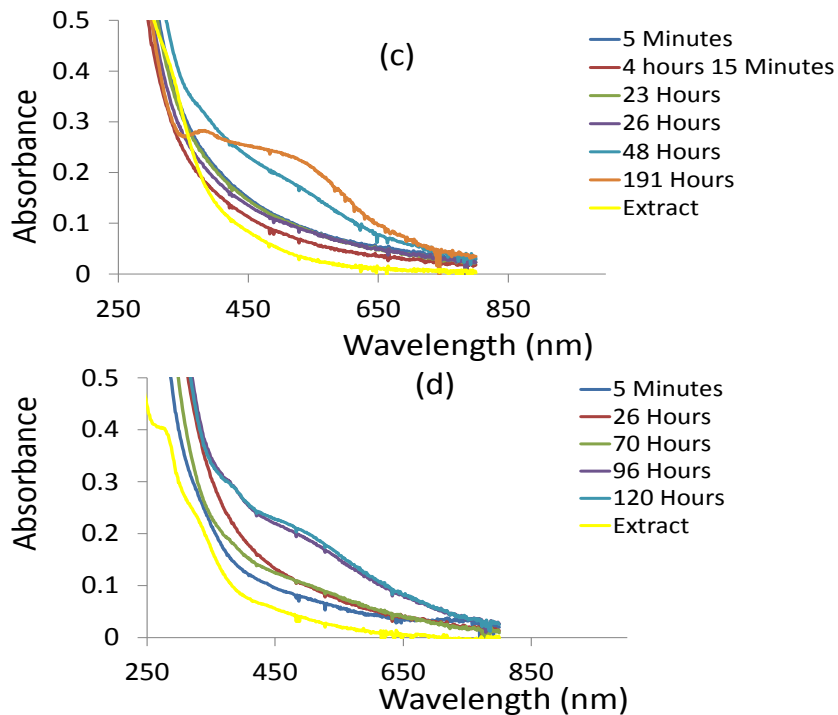 (c)
Absorbance
0.5
0.4
0.3
0.2
0.1
0
250 450 650 850
Wavelength (nm)
5 Minutes
4 hours 15 Minutes
23 Hours
26 Hours
48 Hours
191 Hours
Extract
(d)
Absorbance
0.5
0.4
0.3
0.2
0.1
0
250 450 650 850
Wavelength (nm)
5 Minutes
26 Hours
70 Hours
96 Hours
120 Hours
Extract